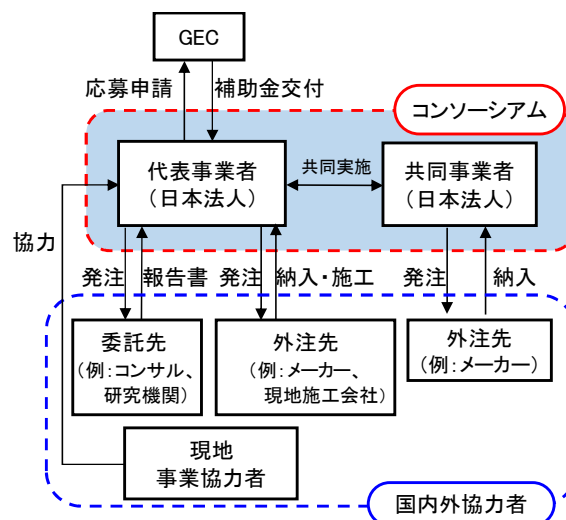 GEC
応募申請
補助金交付
コンソーシアム
代表事業者
（日本法人）
共同実施
共同事業者
（日本法人）
協力
発注
報告書
発注
納入・施工
発注
納入
委託先
（例：コンサル、
研究機関）
外注先
（例：メーカー、
現地施工会社）
外注先
（例：メーカー）
現地
事業協力者
国内外協力者